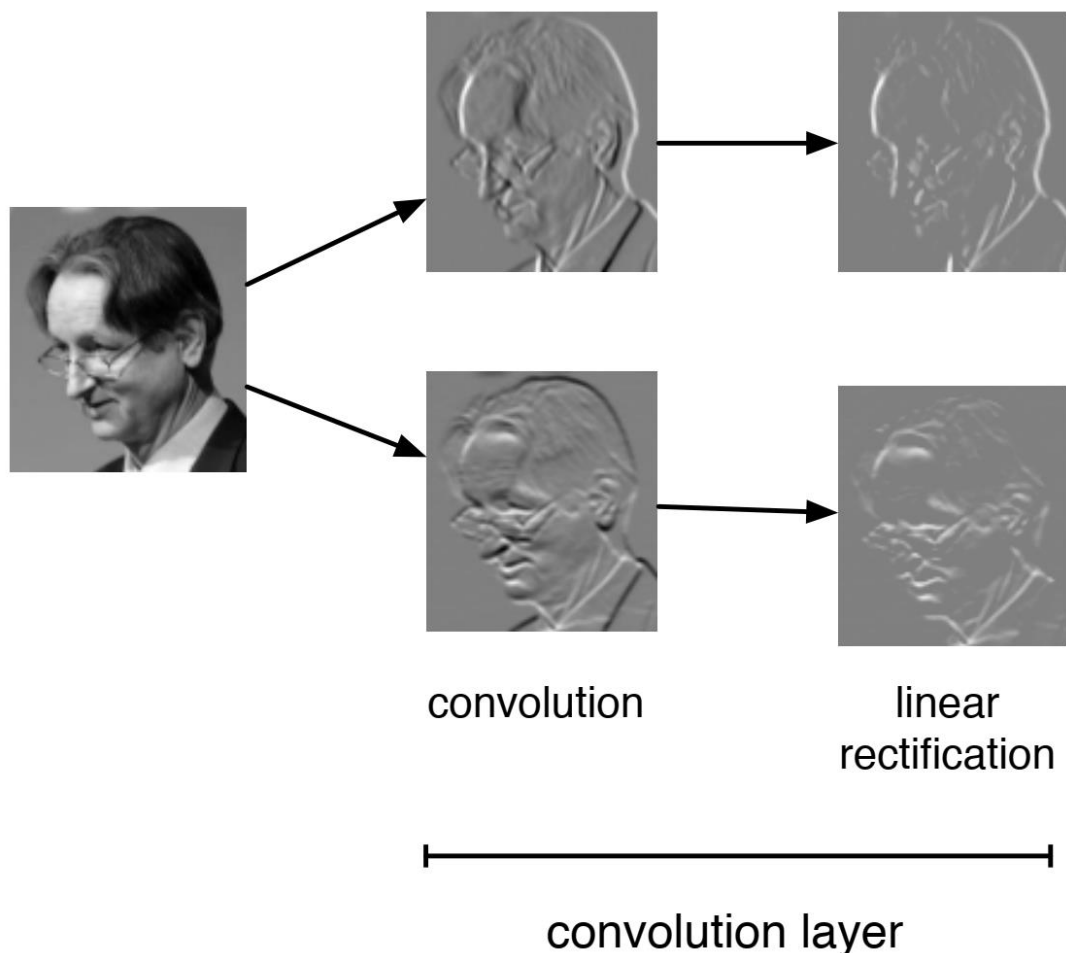 convolution
linear
rectification
convolution layer